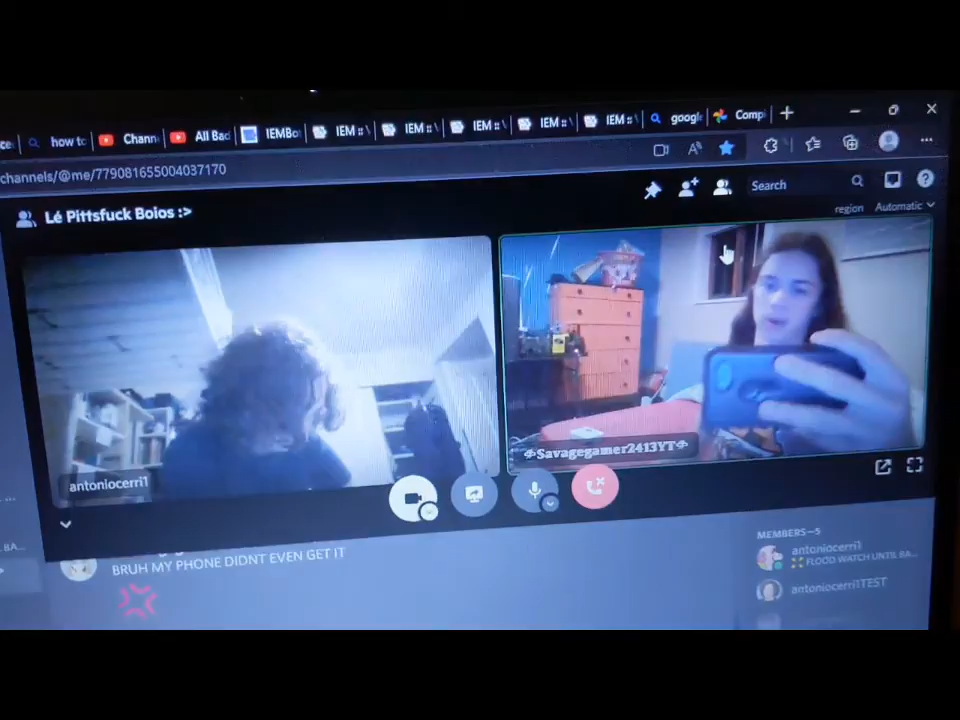 how to
Chann
All Bad
IEMBo
IEM ::
IEM ::
IEM ::
IEM ::
IEM ::
googl
Compi
channels/@me/779081655004037170
Lé Pittsfuck Boios :>
Search
region
Automatic
antoniocerri1
Savagegamer2413YT
BRUH MY PHONE DIDNT EVEN GET IT
MEMBERS—5
antoniocerri1
FLOOD WATCH UNTIL BA...
antoniocerri1TEST